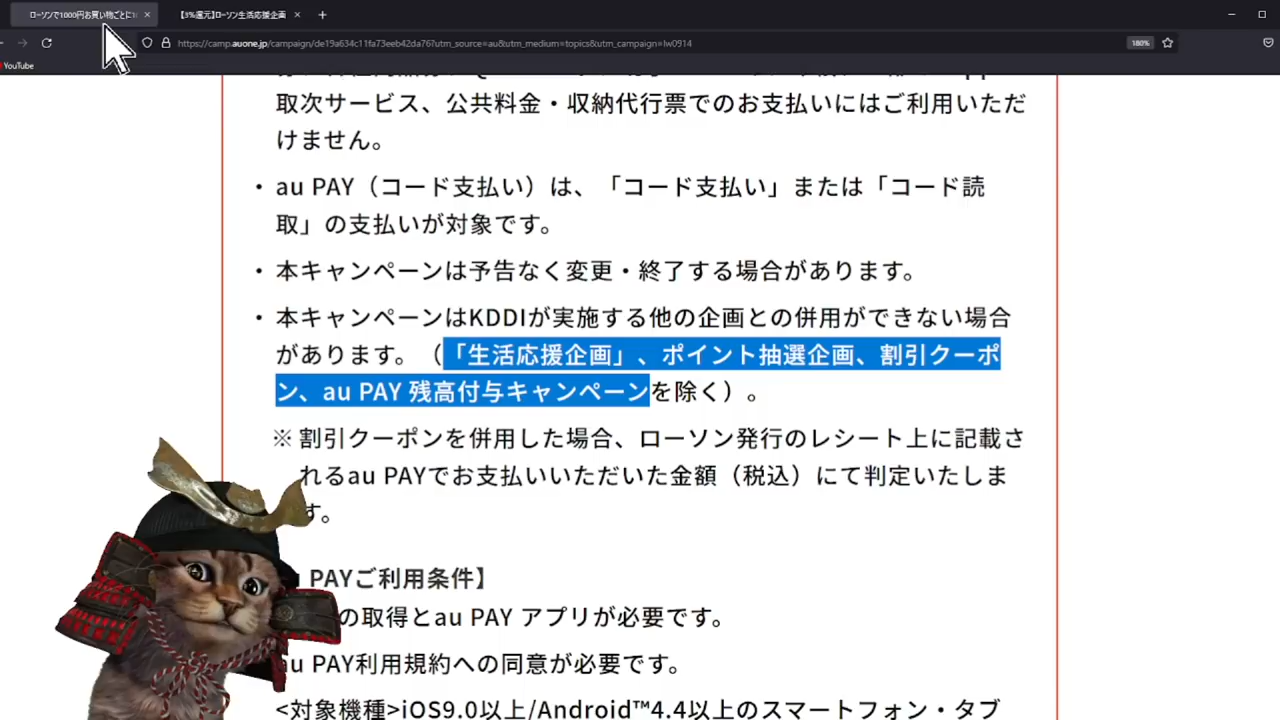 ローソンで1000円お買い物ごとに1
【3%還元】ローソン生活応援企画
https://camp.auone.jp/campaign/de19a634c11fa73eeb42da76?utm_source=au&utm_medium=topics&utm_campaign=lw0914
180%
YouTube
取次サービス、公共料金・収納代行票でのお支払いにはご利用いただ
けません。
・au PAY（コード支払い）は、「コード支払い」または「コード読
取」の支払いが対象です。
・本キャンペーンは予告なく変更・終了する場合があります。
・本キャンペーンはKDDIが実施する他の企画との併用ができない場合
があります。（「生活応援企画」、ポイント抽選企画、割引クーポ
ン、au PAY 残高付与キャンペーンを除く）。
※ 割引クーポンを併用した場合、ローソン発行のレシート上に記載さ
れるau PAYでお支払いいただいた金額（税込）にて判定いたしま
す。
PAYご利用条件】
の取得とau PAY アプリが必要です。
au PAY利用規約への同意が必要です。
<対象機種>iOS9.0以上/Android™4.4以上のスマートフォン・タブ